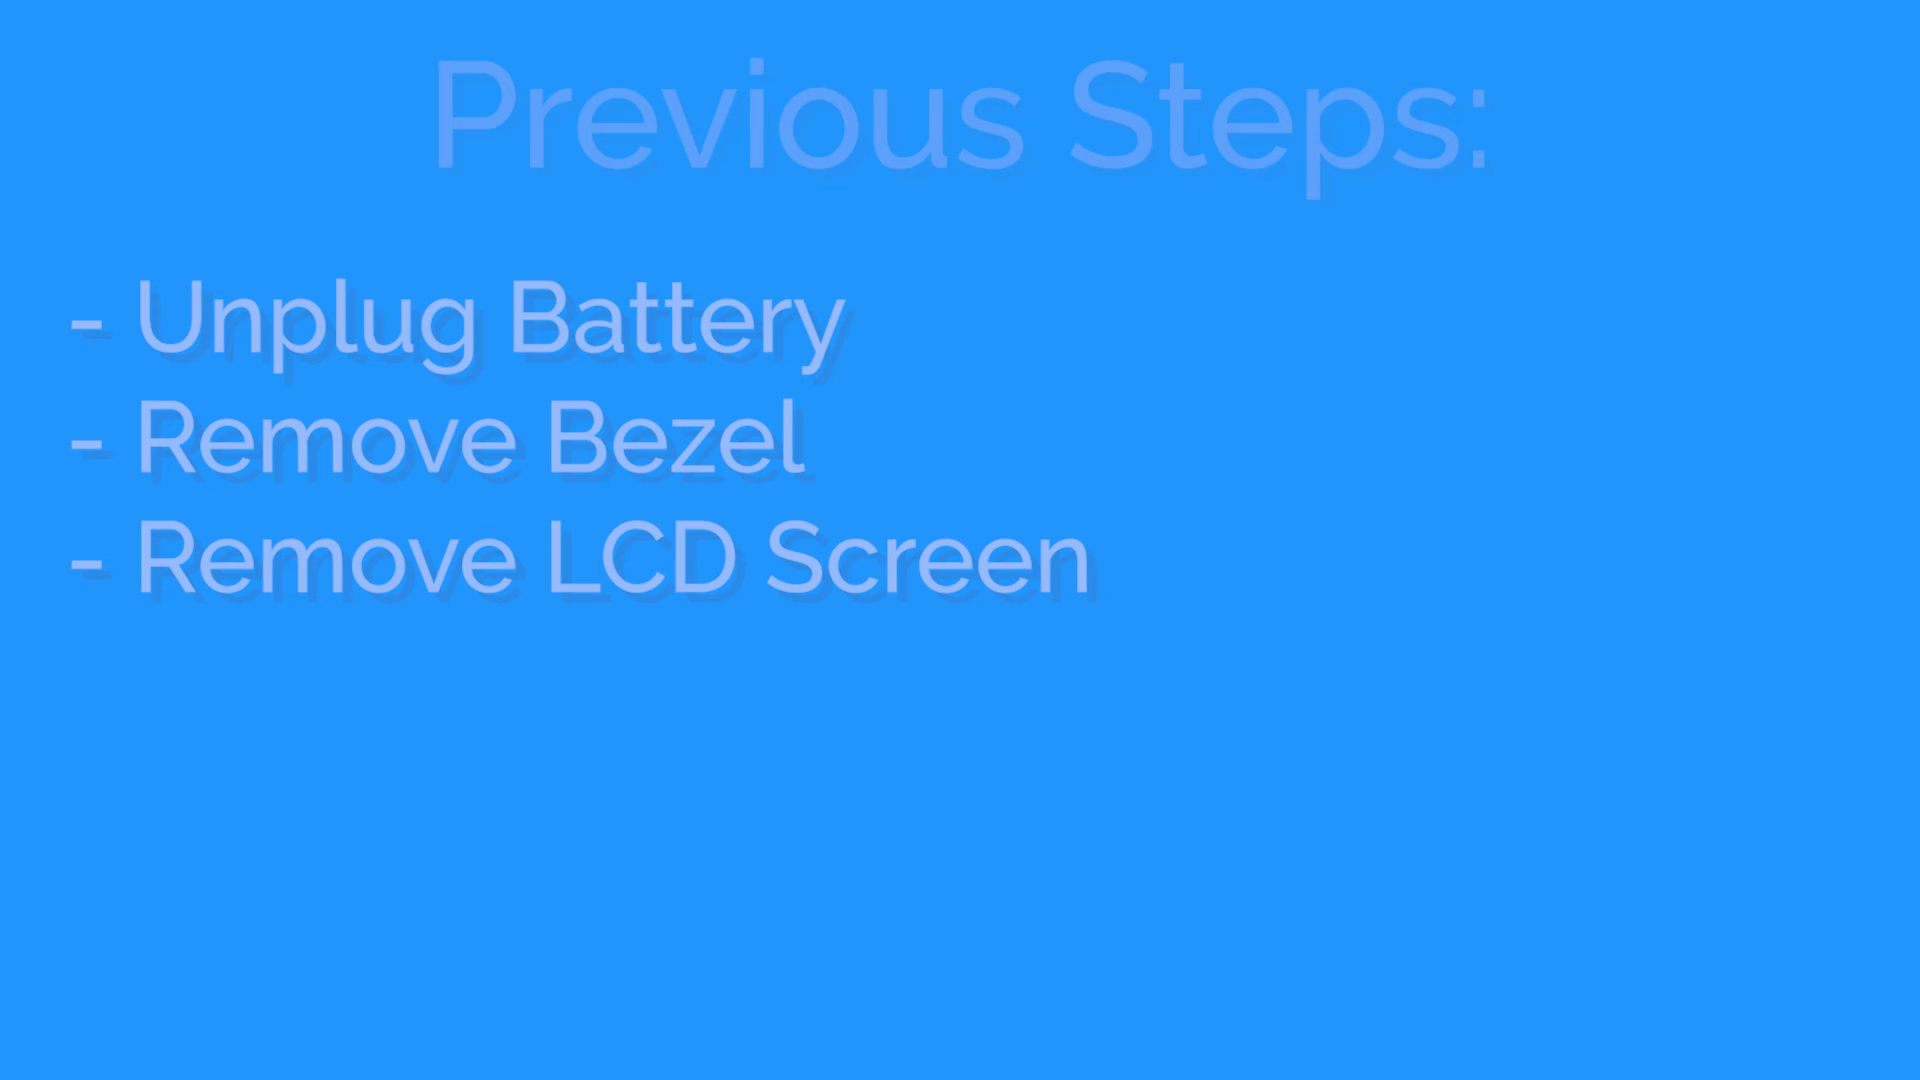 Previous Steps:
- Unplug Battery
- Remove Bezel
- Remove LCD Screen